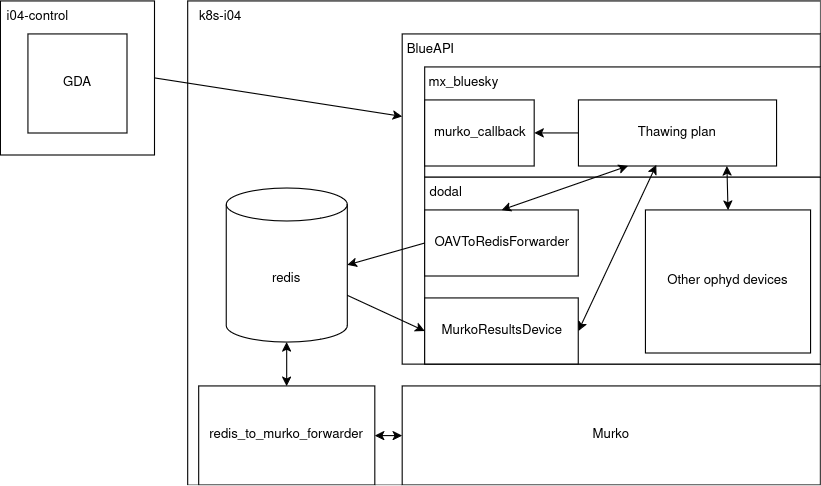 i04-control
GDA
k8s-i04
BlueAPI
mx_bluesky
murko_callback
Thawing plan
dodal
OAVToRedisForwarder
Other ophyd devices
MurkoResultsDevice
redis
redis_to_murko_forwarder
Murko